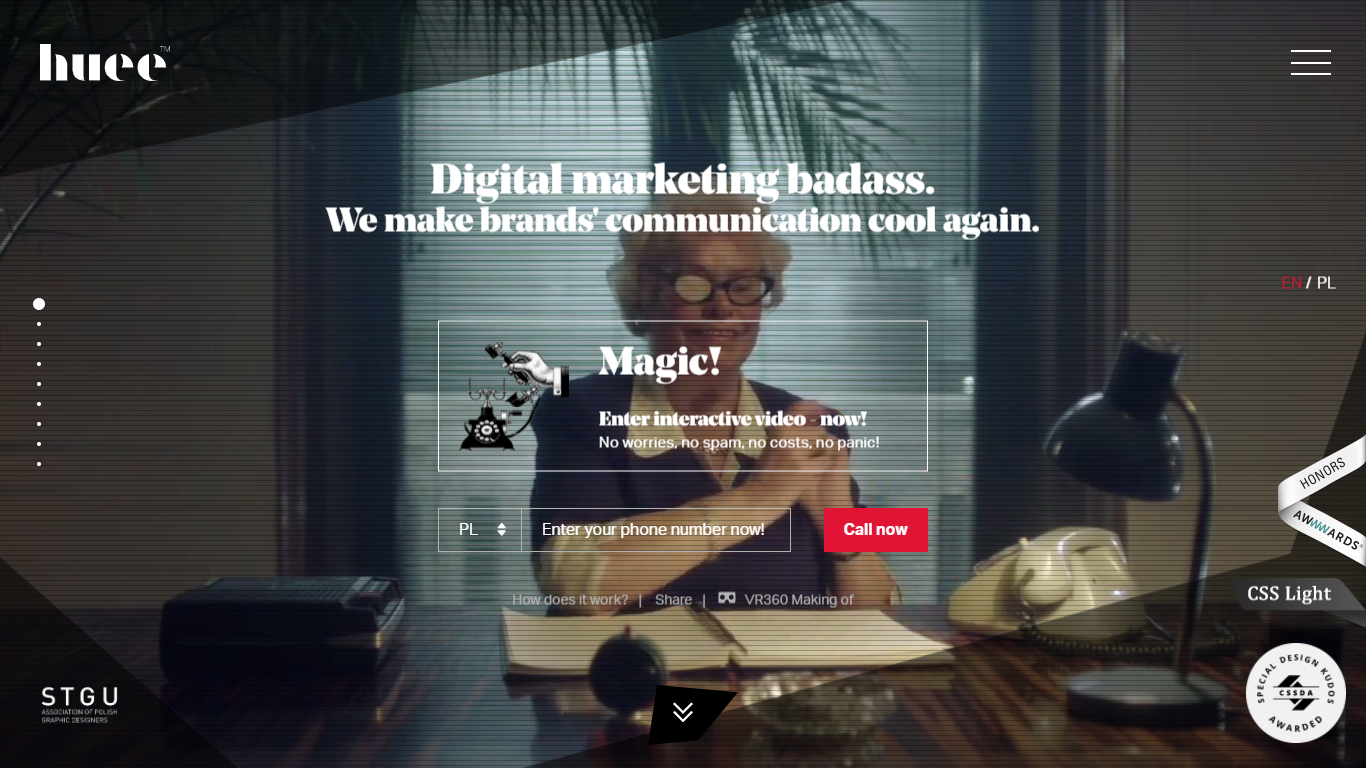 huee™
Digital marketing badass.
We make brands' communication cool again.
EN / PL
Magic!
Enter interactive video - now!
No worries, no spam, no costs, no panic!
PL
Enter your phone number now!
Call now
How does it work? | Share | VR360 Making of
HONORS
AWWWARDS
CSS Light
SPECIAL DESIGN KUDOS
CSSDA
AWARDED
STGU
ASSOCIATION OF POLISH
GRAPHIC DESIGNERS